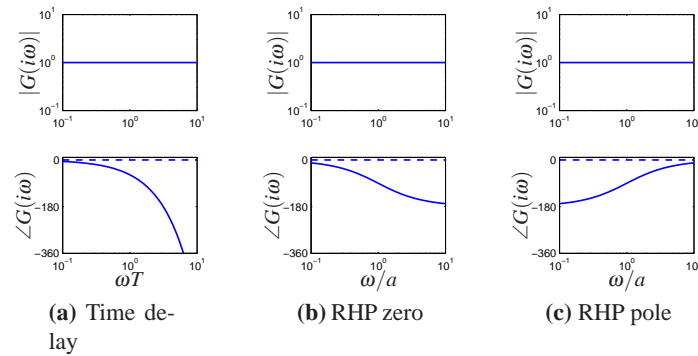 |G(iω)|
10^1
10^0
10^-1
10^-1 10^0 10^1
∠G(iω)
0
-180
-360
10^-1 10^0 10^1
ωT
(a) Time de-
lay
|G(iω)|
10^1
10^0
10^-1
10^-1 10^0 10^1
∠G(iω)
0
-180
-360
10^-1 10^0 10^1
ω/a
(b) RHP zero
|G(iω)|
10^1
10^0
10^-1
10^-1 10^0 10
∠G(iω)
0
-180
-360
10^-1 10^0 10
ω/a
(c) RHP pole